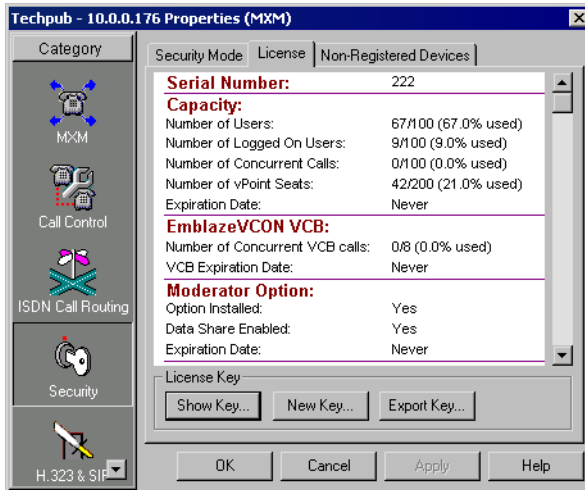 Techpub - 10.0.0.176 Properties (MXM)
Category
MXM
Call Control
ISDN Call Routing
Security
H.323 & SIP
Security Mode License Non-Registered Devices
Serial Number: 222
Capacity:
Number of Users: 67/100 (67.0% used)
Number of Logged On Users: 9/100 (9.0% used)
Number of Concurrent Calls: 0/100 (0.0% used)
Number of vPoint Seats: 42/200 (21.0% used)
Expiration Date: Never
EmblazeVCON VCB:
Number of Concurrent VCB calls: 0/8 (0.0% used)
VCB Expiration Date: Never
Moderator Option:
Option Installed: Yes
Data Share Enabled: Yes
Expiration Date: Never
License Key
Show Key... New Key... Export Key...
OK Cancel Apply Help